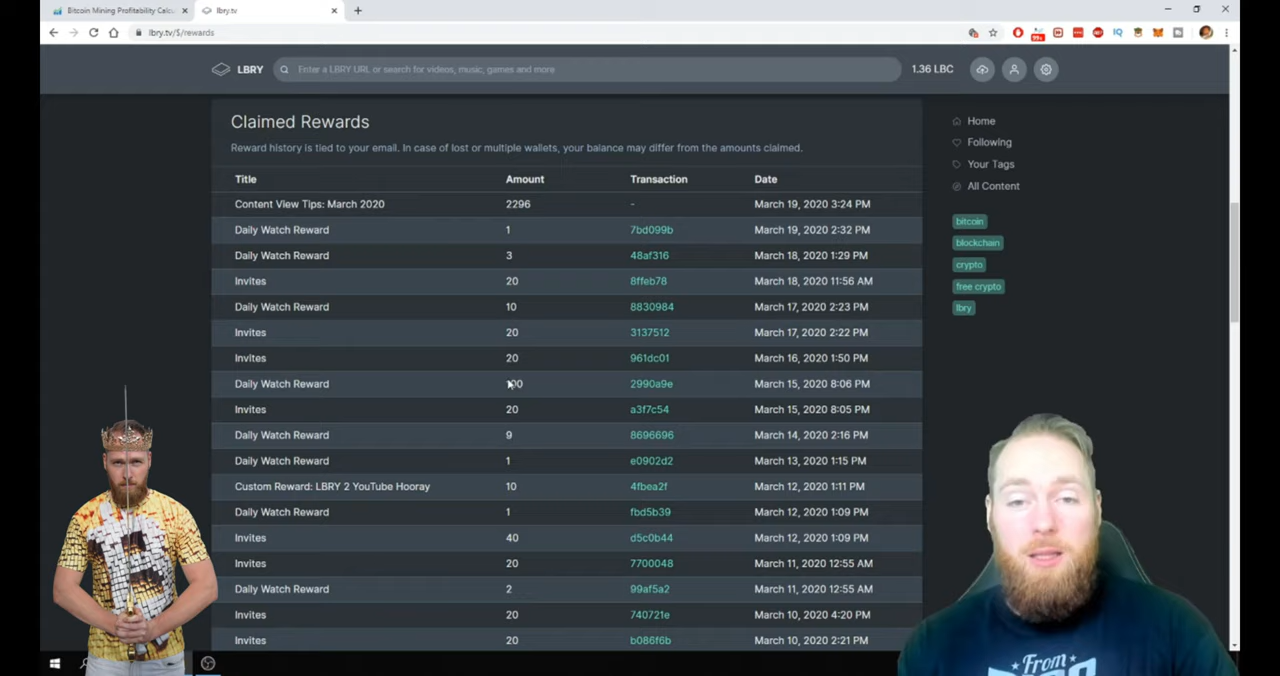 Bitcoin Mining Profitability Calcu
lbry.tv
lbry.tv/$/rewards
99+
IQ
LBRY
Enter a LBRY URL or search for videos, music, games and more
1.36 LBC
Claimed Rewards
Reward history is tied to your email. In case of lost or multiple wallets, your balance may differ from the amounts claimed.
Title Amount Transaction Date
Content View Tips: March 2020 2296 - March 19, 2020 3:24 PM
Daily Watch Reward 1 7bd099b March 19, 2020 2:32 PM
Daily Watch Reward 3 48af316 March 18, 2020 1:29 PM
Invites 20 8ffeb78 March 18, 2020 11:56 AM
Daily Watch Reward 10 8830984 March 17, 2020 2:23 PM
Invites 20 3137512 March 17, 2020 2:22 PM
Invites 20 961dc01 March 16, 2020 1:50 PM
Daily Watch Reward 2990a9e March 15, 2020 8:06 PM
Invites 20 a3f7c54 March 15, 2020 8:05 PM
Daily Watch Reward 9 8696696 March 14, 2020 2:16 PM
Daily Watch Reward 1 e0902d2 March 13, 2020 1:15 PM
Custom Reward: LBRY 2 YouTube Hooray 10 4fbea2f March 12, 2020 1:11 PM
Daily Watch Reward 1 fbd5b39 March 12, 2020 1:09 PM
Invites 40 d5c0b44 March 12, 2020 1:09 PM
Invites 20 7700048 March 11, 2020 12:55 AM
Daily Watch Reward 2 99af5a2 March 11, 2020 12:55 AM
Invites 20 740721e March 10, 2020 4:20 PM
Invites 20 b086f6b March 10, 2020 2:21 PM
Home
Following
Your Tags
All Content
bitcoin
blockchain
crypto
free crypto
lbry
From